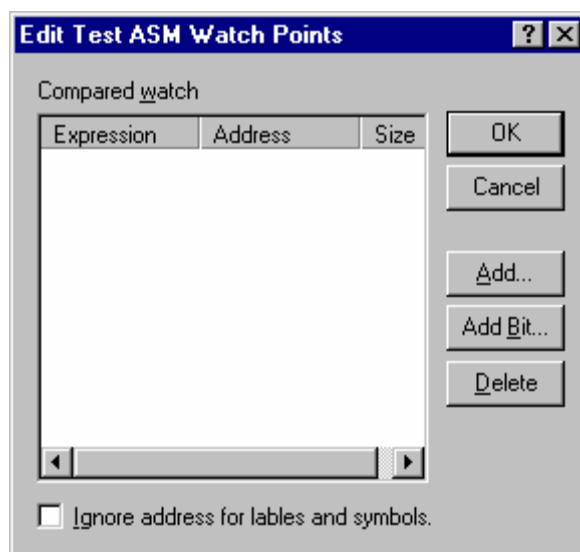 Edit Test ASM Watch Points
Compared watch
Expression Address Size
OK
Cancel
Add...
Add Bit...
Delete
Ignore address for lables and symbols.